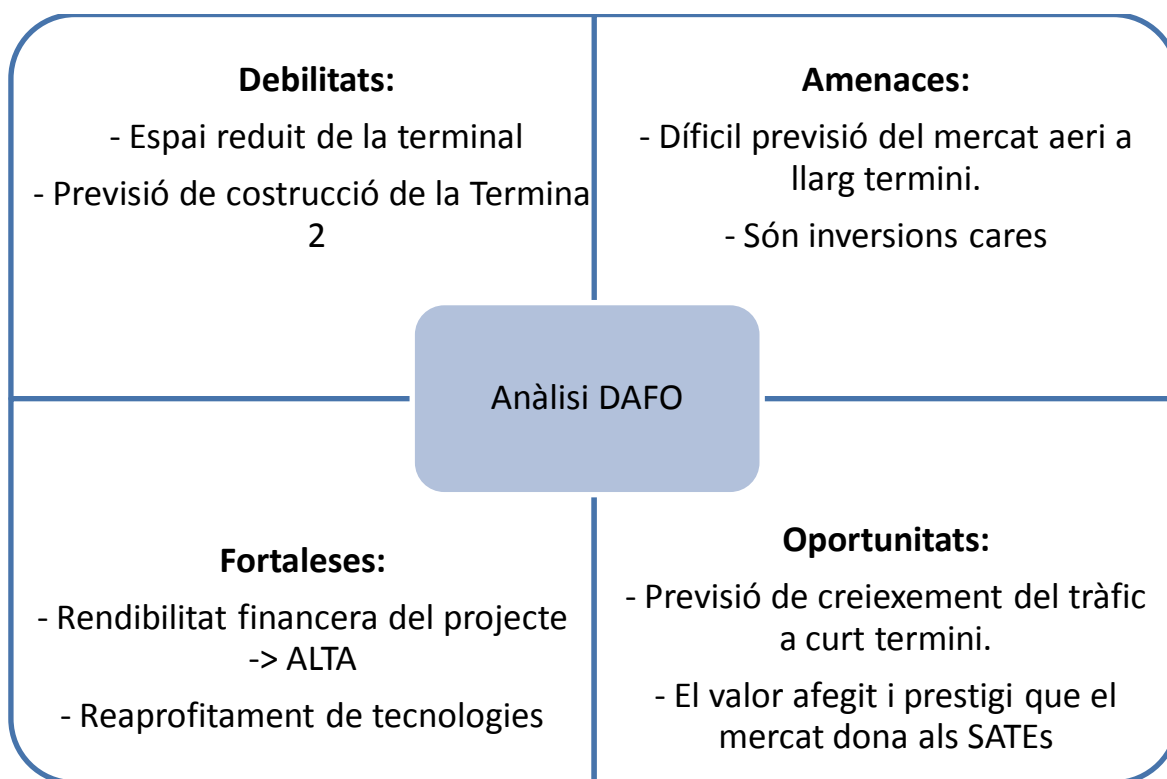 Debilitats:
- Espai reduit de la terminal
- Previsió de costrucció de la Termina
2
Amenaces:
- Díficil previsió del mercat aeri a
llarg termini.
- Són inversions cares
Anàlisi DAFO
Fortaleses:
- Rendibilitat financera del projecte
-> ALTA
- Reaprofitament de tecnologies
Oportunitats:
- Previsió de creiexement del tràfic
a curt termini.
- El valor afegit i prestigi que el
mercat dona als SATEs